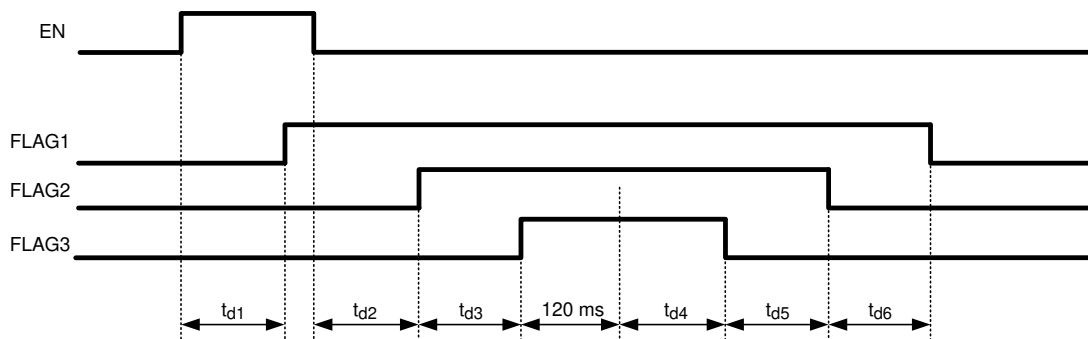 EN
FLAG1
FLAG2
FLAG3
td1 td2 td3 120 ms td4 td5 td6